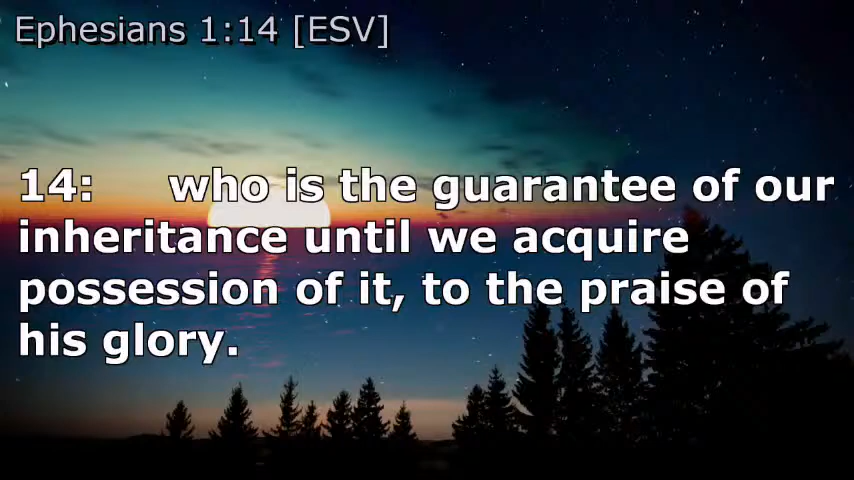 Ephesians 1:14 [ESV]
14: who is the guarantee of our
inheritance until we acquire
possession of it, to the praise of
his glory.